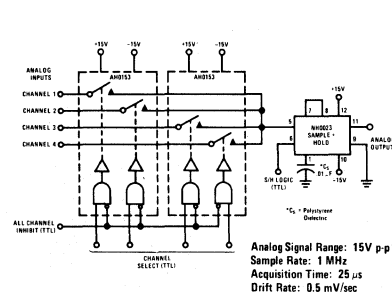 +15V -15V +15V -15V
ANALOG
INPUTS
AH0153 AH0153
+15V
CHANNEL 1
CHANNEL 2
CHANNEL 3
CHANNEL 4
7 8 12
5 NH0023 11
SAMPLE +
HOLD
ANALOG
OUTPUT
6 9
1 10
S/H LOGIC
(TTL)
*CS
.01
F
-15V
*CS = Polystyrene
Dielectric
ALL CHANNEL
INHIBIT (TTL)
CHANNEL
SELECT (TTL)
Analog Signal Range: 15V p-p
Sample Rate: 1 MHz
Acquisition Time: 25 μs
Drift Rate: 0.5 mV/sec